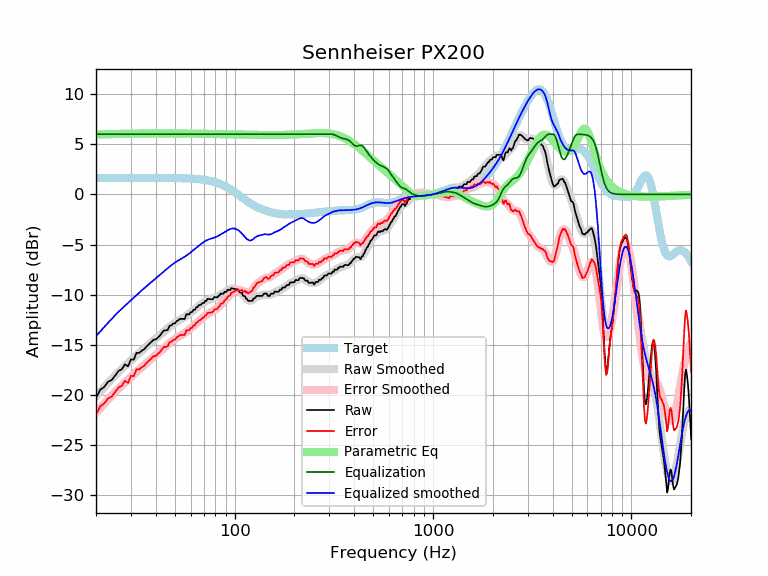 Sennheiser PX200
10
5
0
−5
−10
−15
−20
−25
−30
Amplitude (dBr)
Target
Raw Smoothed
Error Smoothed
Raw
Error
Parametric Eq
Equalization
Equalized smoothed
100 1000 10000
Frequency (Hz)